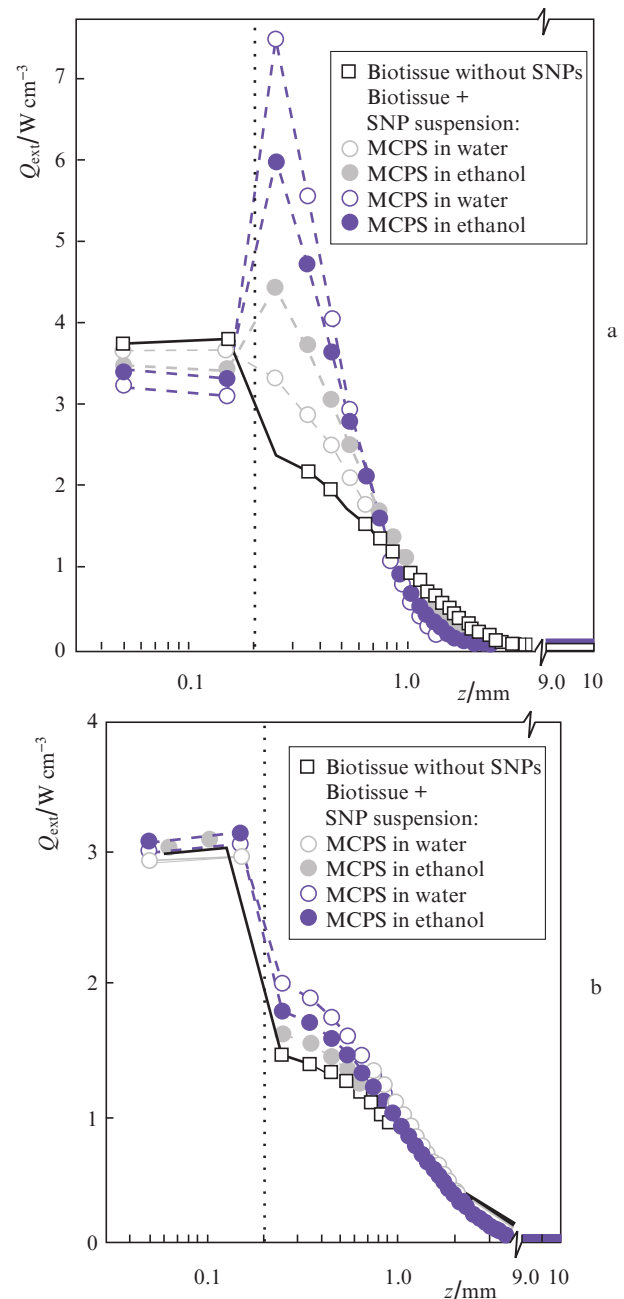 7
6
5
4
3
2
1
0
Q_ext/W cm⁻³
Biotissue without SNPs
Biotissue +
SNP suspension:
MCPS in water
MCPS in ethanol
MCPS in water
MCPS in ethanol
a
0.1
1.0
9.0
10
z/mm
4
3
2
1
0
Q_ext/W cm⁻³
Biotissue without SNPs
Biotissue +
SNP suspension:
MCPS in water
MCPS in ethanol
MCPS in water
MCPS in ethanol
b
0.1
1.0
9.0
10
z/mm